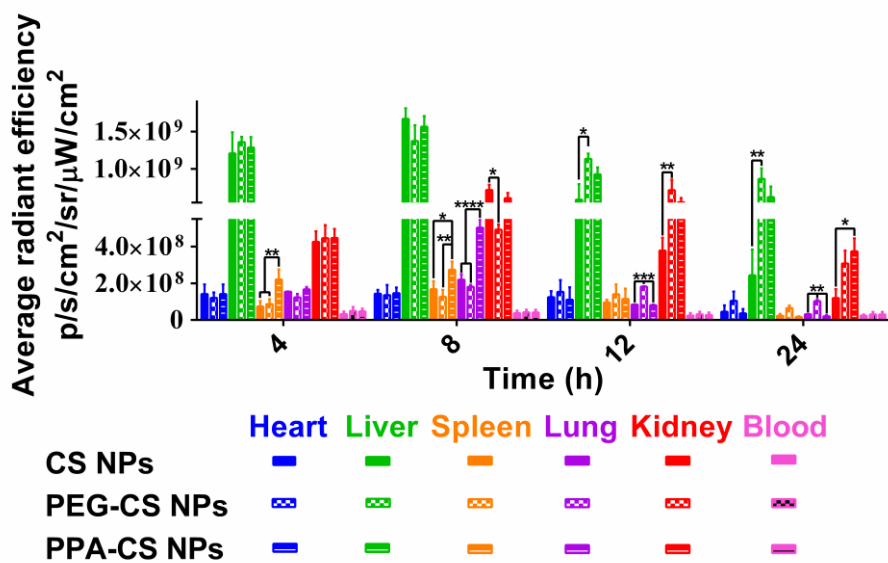 Average radiant efficiency
p/s/cm²/sr/μW/cm²
1.5×10⁹
1.0×10⁹
4.0×10⁸
2.0×10⁸
0
**
*
**
****
*
*
***
**
**
**
*
4
8
12
24
Time (h)
Heart Liver Spleen Lung Kidney Blood
CS NPs
PEG-CS NPs
PPA-CS NPs